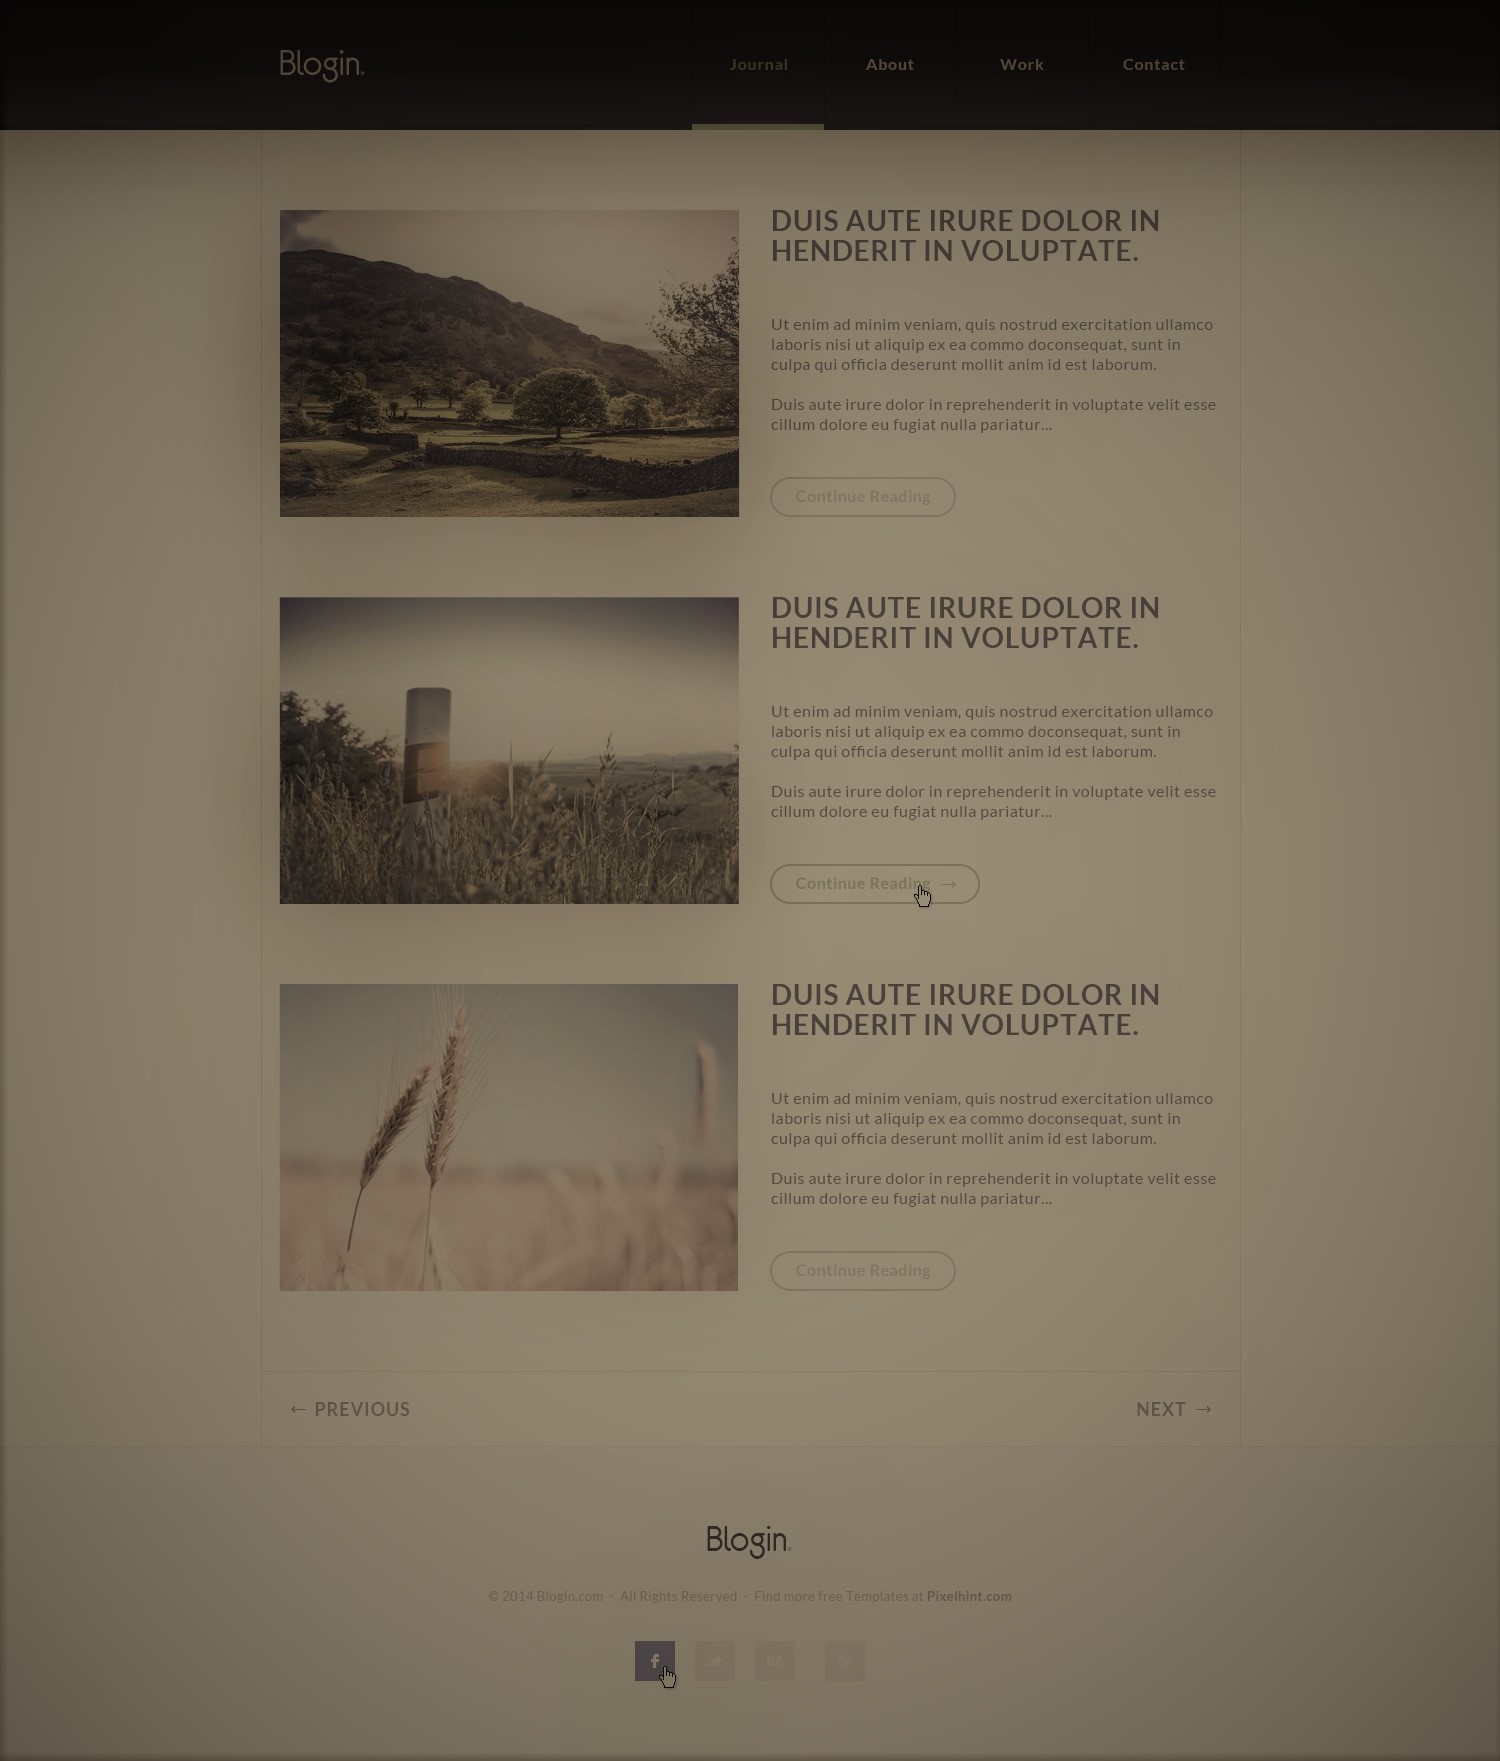 Blogin.
Journal About Work Contact
DUIS AUTE IRURE DOLOR IN
HENDERIT IN VOLUPTATE.
Ut enim ad minim veniam, quis nostrud exercitation ullamco
laboris nisi ut aliquip ex ea commo doconsequat, sunt in
culpa qui officia deserunt mollit anim id est laborum.
Duis aute irure dolor in reprehenderit in voluptate velit esse
cillum dolore eu fugiat nulla pariatur...
Continue Reading
DUIS AUTE IRURE DOLOR IN
HENDERIT IN VOLUPTATE.
Ut enim ad minim veniam, quis nostrud exercitation ullamco
laboris nisi ut aliquip ex ea commo doconsequat, sunt in
culpa qui officia deserunt mollit anim id est laborum.
Duis aute irure dolor in reprehenderit in voluptate velit esse
cillum dolore eu fugiat nulla pariatur...
Continue Reading →
DUIS AUTE IRURE DOLOR IN
HENDERIT IN VOLUPTATE.
Ut enim ad minim veniam, quis nostrud exercitation ullamco
laboris nisi ut aliquip ex ea commo doconsequat, sunt in
culpa qui officia deserunt mollit anim id est laborum.
Duis aute irure dolor in reprehenderit in voluptate velit esse
cillum dolore eu fugiat nulla pariatur...
Continue Reading
← PREVIOUS
NEXT →
Blogin.
© 2014 Blogin.com - All Rights Reserved - Find more free Templates at Pixelhint.com
f
Bē